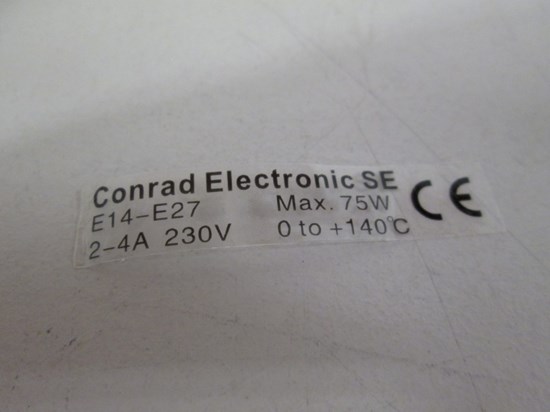 Conrad Electronic SE
E14-E27 Max. 75W CE
2-4A 230V 0 to +140°C